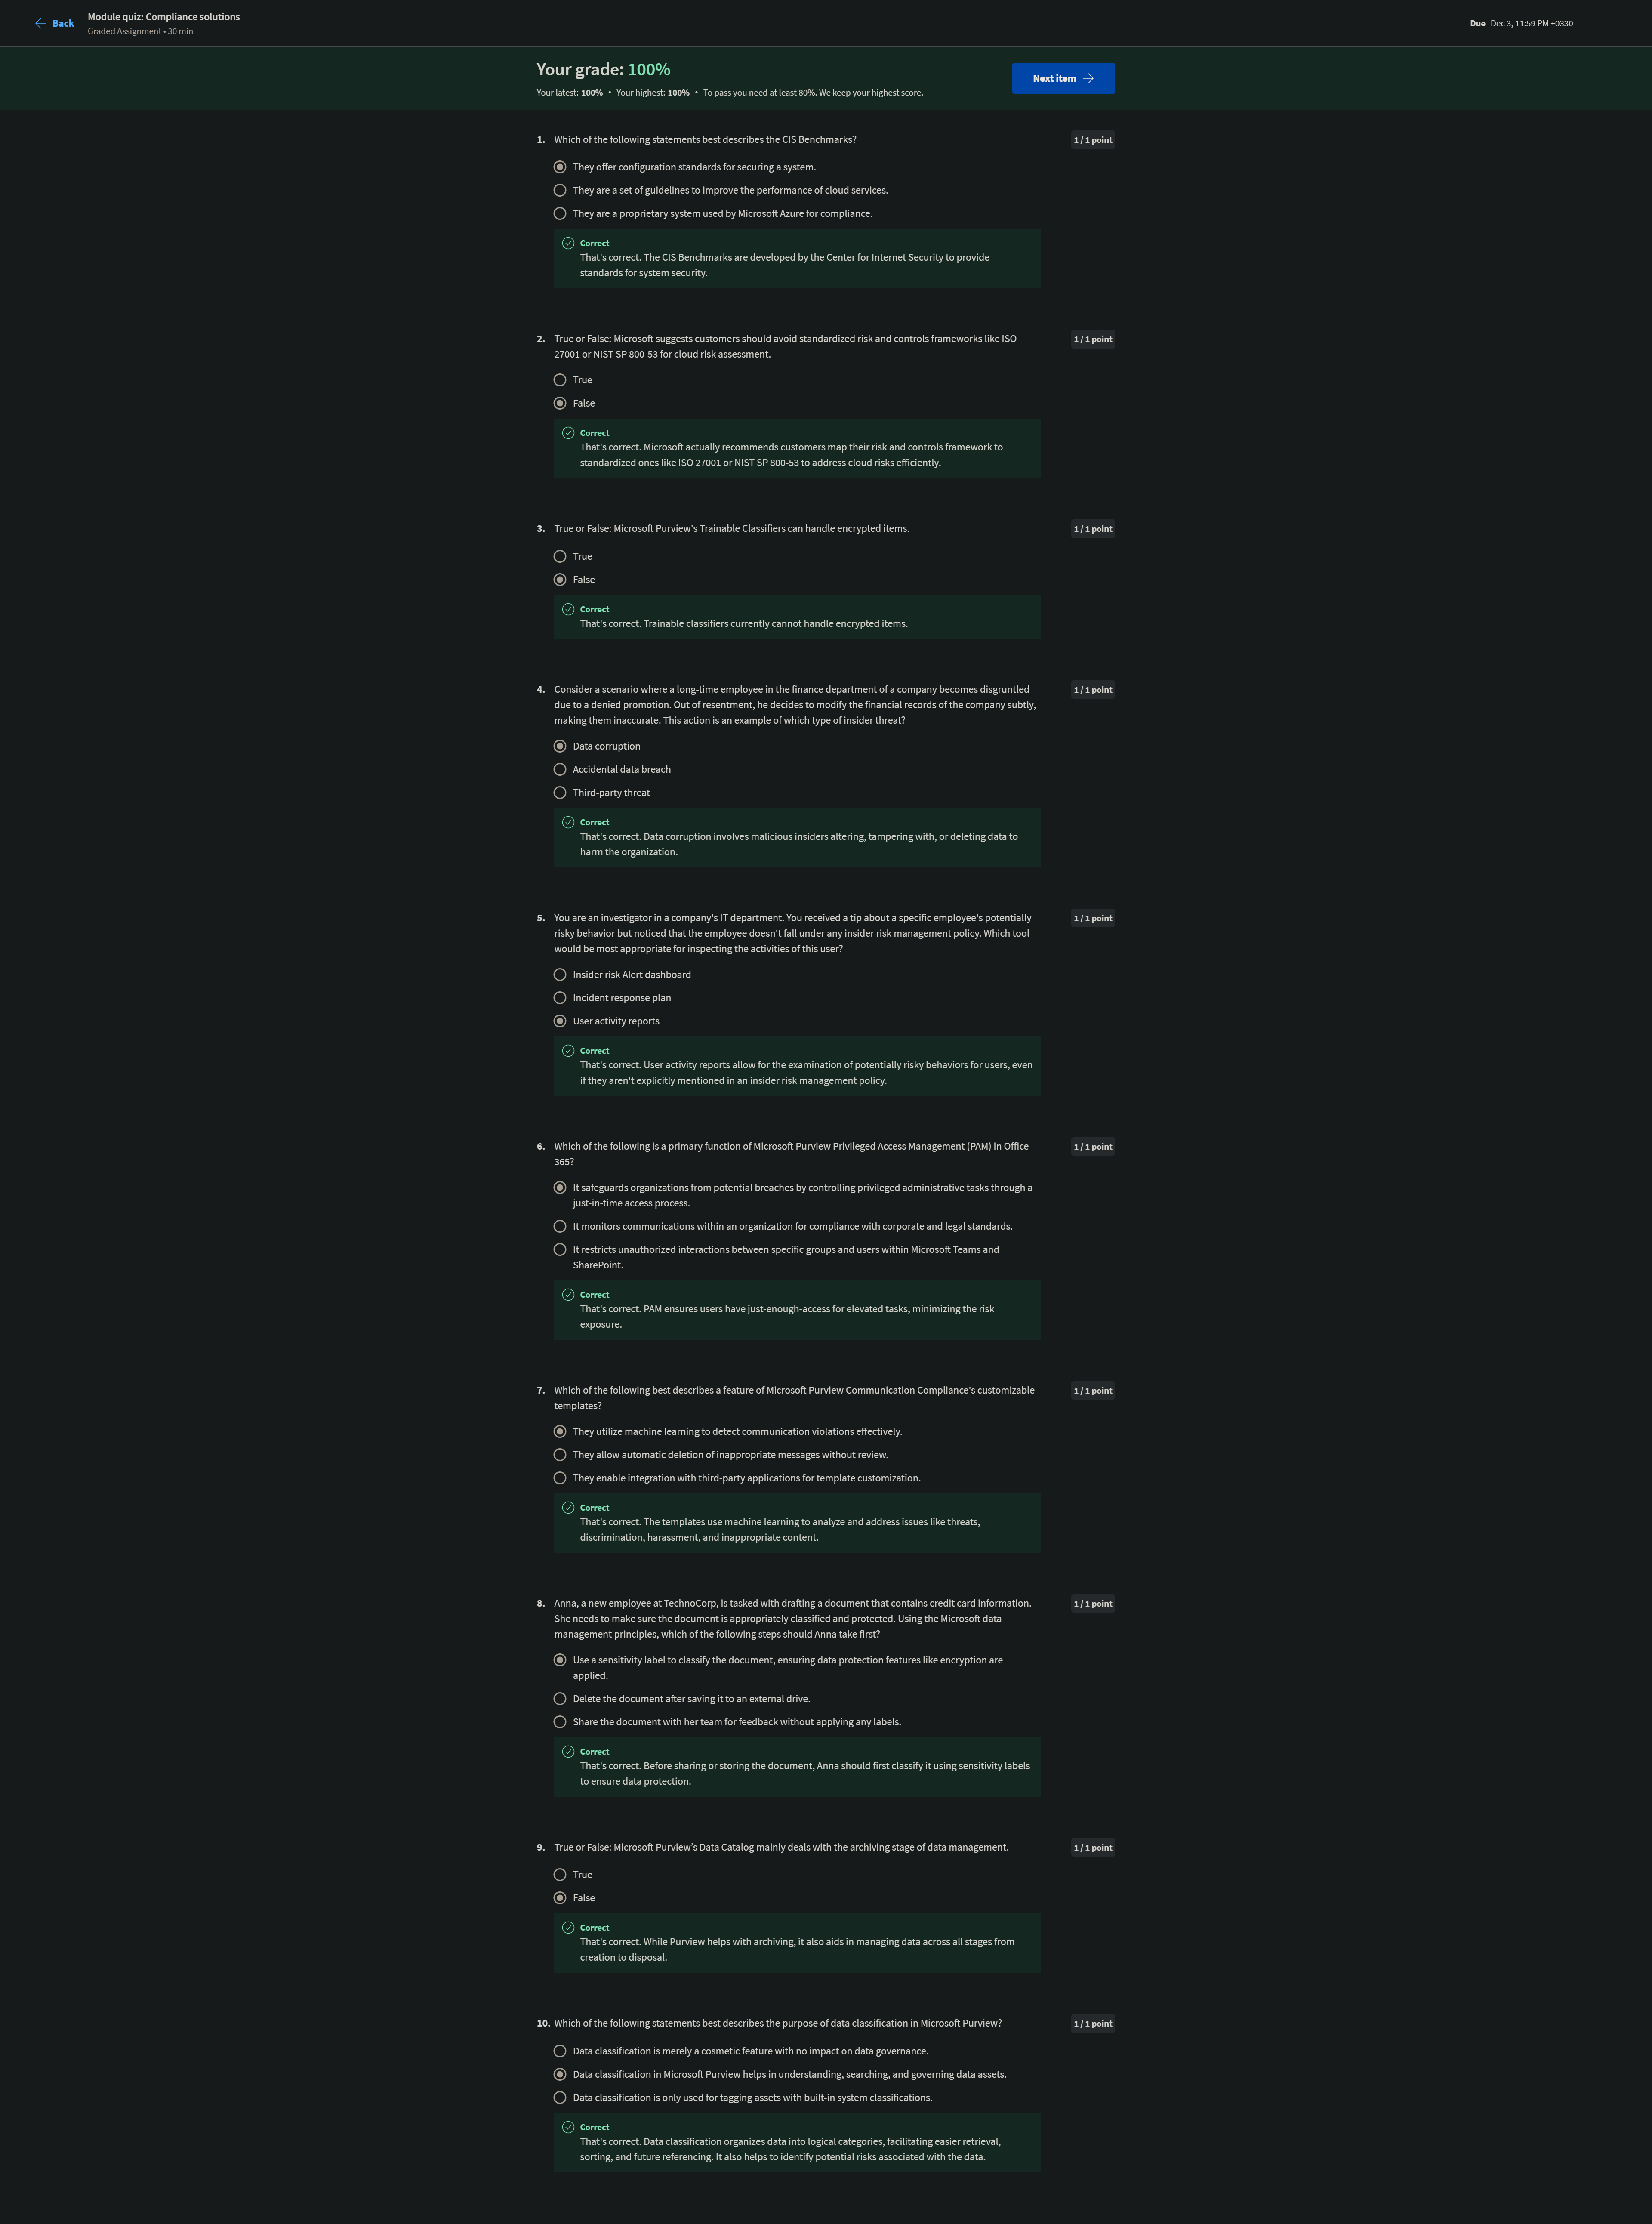 Back
Module quiz: Compliance solutions
Graded Assignment • 30 min
Due Dec 3, 11:59 PM +0330
Your grade: 100%
Your latest: 100% • Your highest: 100% • To pass you need at least 80%. We keep your highest score.
Next item
1. Which of the following statements best describes the CIS Benchmarks?
1 / 1 point
They offer configuration standards for securing a system.
They are a set of guidelines to improve the performance of cloud services.
They are a proprietary system used by Microsoft Azure for compliance.
Correct
That's correct. The CIS Benchmarks are developed by the Center for Internet Security to provide
standards for system security.
2. True or False: Microsoft suggests customers should avoid standardized risk and controls frameworks like ISO
27001 or NIST SP 800-53 for cloud risk assessment.
1 / 1 point
True
False
Correct
That's correct. Microsoft actually recommends customers map their risk and controls framework to
standardized ones like ISO 27001 or NIST SP 800-53 to address cloud risks efficiently.
3. True or False: Microsoft Purview's Trainable Classifiers can handle encrypted items.
1 / 1 point
True
False
Correct
That's correct. Trainable classifiers currently cannot handle encrypted items.
4. Consider a scenario where a long-time employee in the finance department of a company becomes disgruntled
due to a denied promotion. Out of resentment, he decides to modify the financial records of the company subtly,
making them inaccurate. This action is an example of which type of insider threat?
1 / 1 point
Data corruption
Accidental data breach
Third-party threat
Correct
That's correct. Data corruption involves malicious insiders altering, tampering with, or deleting data to
harm the organization.
5. You are an investigator in a company's IT department. You received a tip about a specific employee's potentially
risky behavior but noticed that the employee doesn't fall under any insider risk management policy. Which tool
would be most appropriate for inspecting the activities of this user?
1 / 1 point
Insider risk Alert dashboard
Incident response plan
User activity reports
Correct
That's correct. User activity reports allow for the examination of potentially risky behaviors for users, even
if they aren't explicitly mentioned in an insider risk management policy.
6. Which of the following is a primary function of Microsoft Purview Privileged Access Management (PAM) in Office
365?
1 / 1 point
It safeguards organizations from potential breaches by controlling privileged administrative tasks through a
just-in-time access process.
It monitors communications within an organization for compliance with corporate and legal standards.
It restricts unauthorized interactions between specific groups and users within Microsoft Teams and
SharePoint.
Correct
That's correct. PAM ensures users have just-enough-access for elevated tasks, minimizing the risk
exposure.
7. Which of the following best describes a feature of Microsoft Purview Communication Compliance's customizable
templates?
1 / 1 point
They utilize machine learning to detect communication violations effectively.
They allow automatic deletion of inappropriate messages without review.
They enable integration with third-party applications for template customization.
Correct
That's correct. The templates use machine learning to analyze and address issues like threats,
discrimination, harassment, and inappropriate content.
8. Anna, a new employee at TechnoCorp, is tasked with drafting a document that contains credit card information.
She needs to make sure the document is appropriately classified and protected. Using the Microsoft data
management principles, which of the following steps should Anna take first?
1 / 1 point
Use a sensitivity label to classify the document, ensuring data protection features like encryption are
applied.
Delete the document after saving it to an external drive.
Share the document with her team for feedback without applying any labels.
Correct
That's correct. Before sharing or storing the document, Anna should first classify it using sensitivity labels
to ensure data protection.
9. True or False: Microsoft Purview's Data Catalog mainly deals with the archiving stage of data management.
1 / 1 point
True
False
Correct
That's correct. While Purview helps with archiving, it also aids in managing data across all stages from
creation to disposal.
10. Which of the following statements best describes the purpose of data classification in Microsoft Purview?
1 / 1 point
Data classification is merely a cosmetic feature with no impact on data governance.
Data classification in Microsoft Purview helps in understanding, searching, and governing data assets.
Data classification is only used for tagging assets with built-in system classifications.
Correct
That's correct. Data classification organizes data into logical categories, facilitating easier retrieval,
sorting, and future referencing. It also helps to identify potential risks associated with the data.